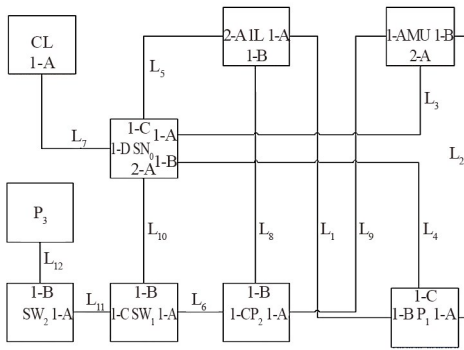 CL
1-A
2-A IL 1-A
1-B
1-A MU 1-B
2-A
L5
L3
L7
1-C
1-A
1-D SN0
1-B
2-A
L2
P3
L10
L8
L1
L9
L4
L12
1-B
SW2 1-A
L11
1-B
1-C SW1 1-A
L6
1-B
1-C P2 1-A
1-C
1-B P1 1-A